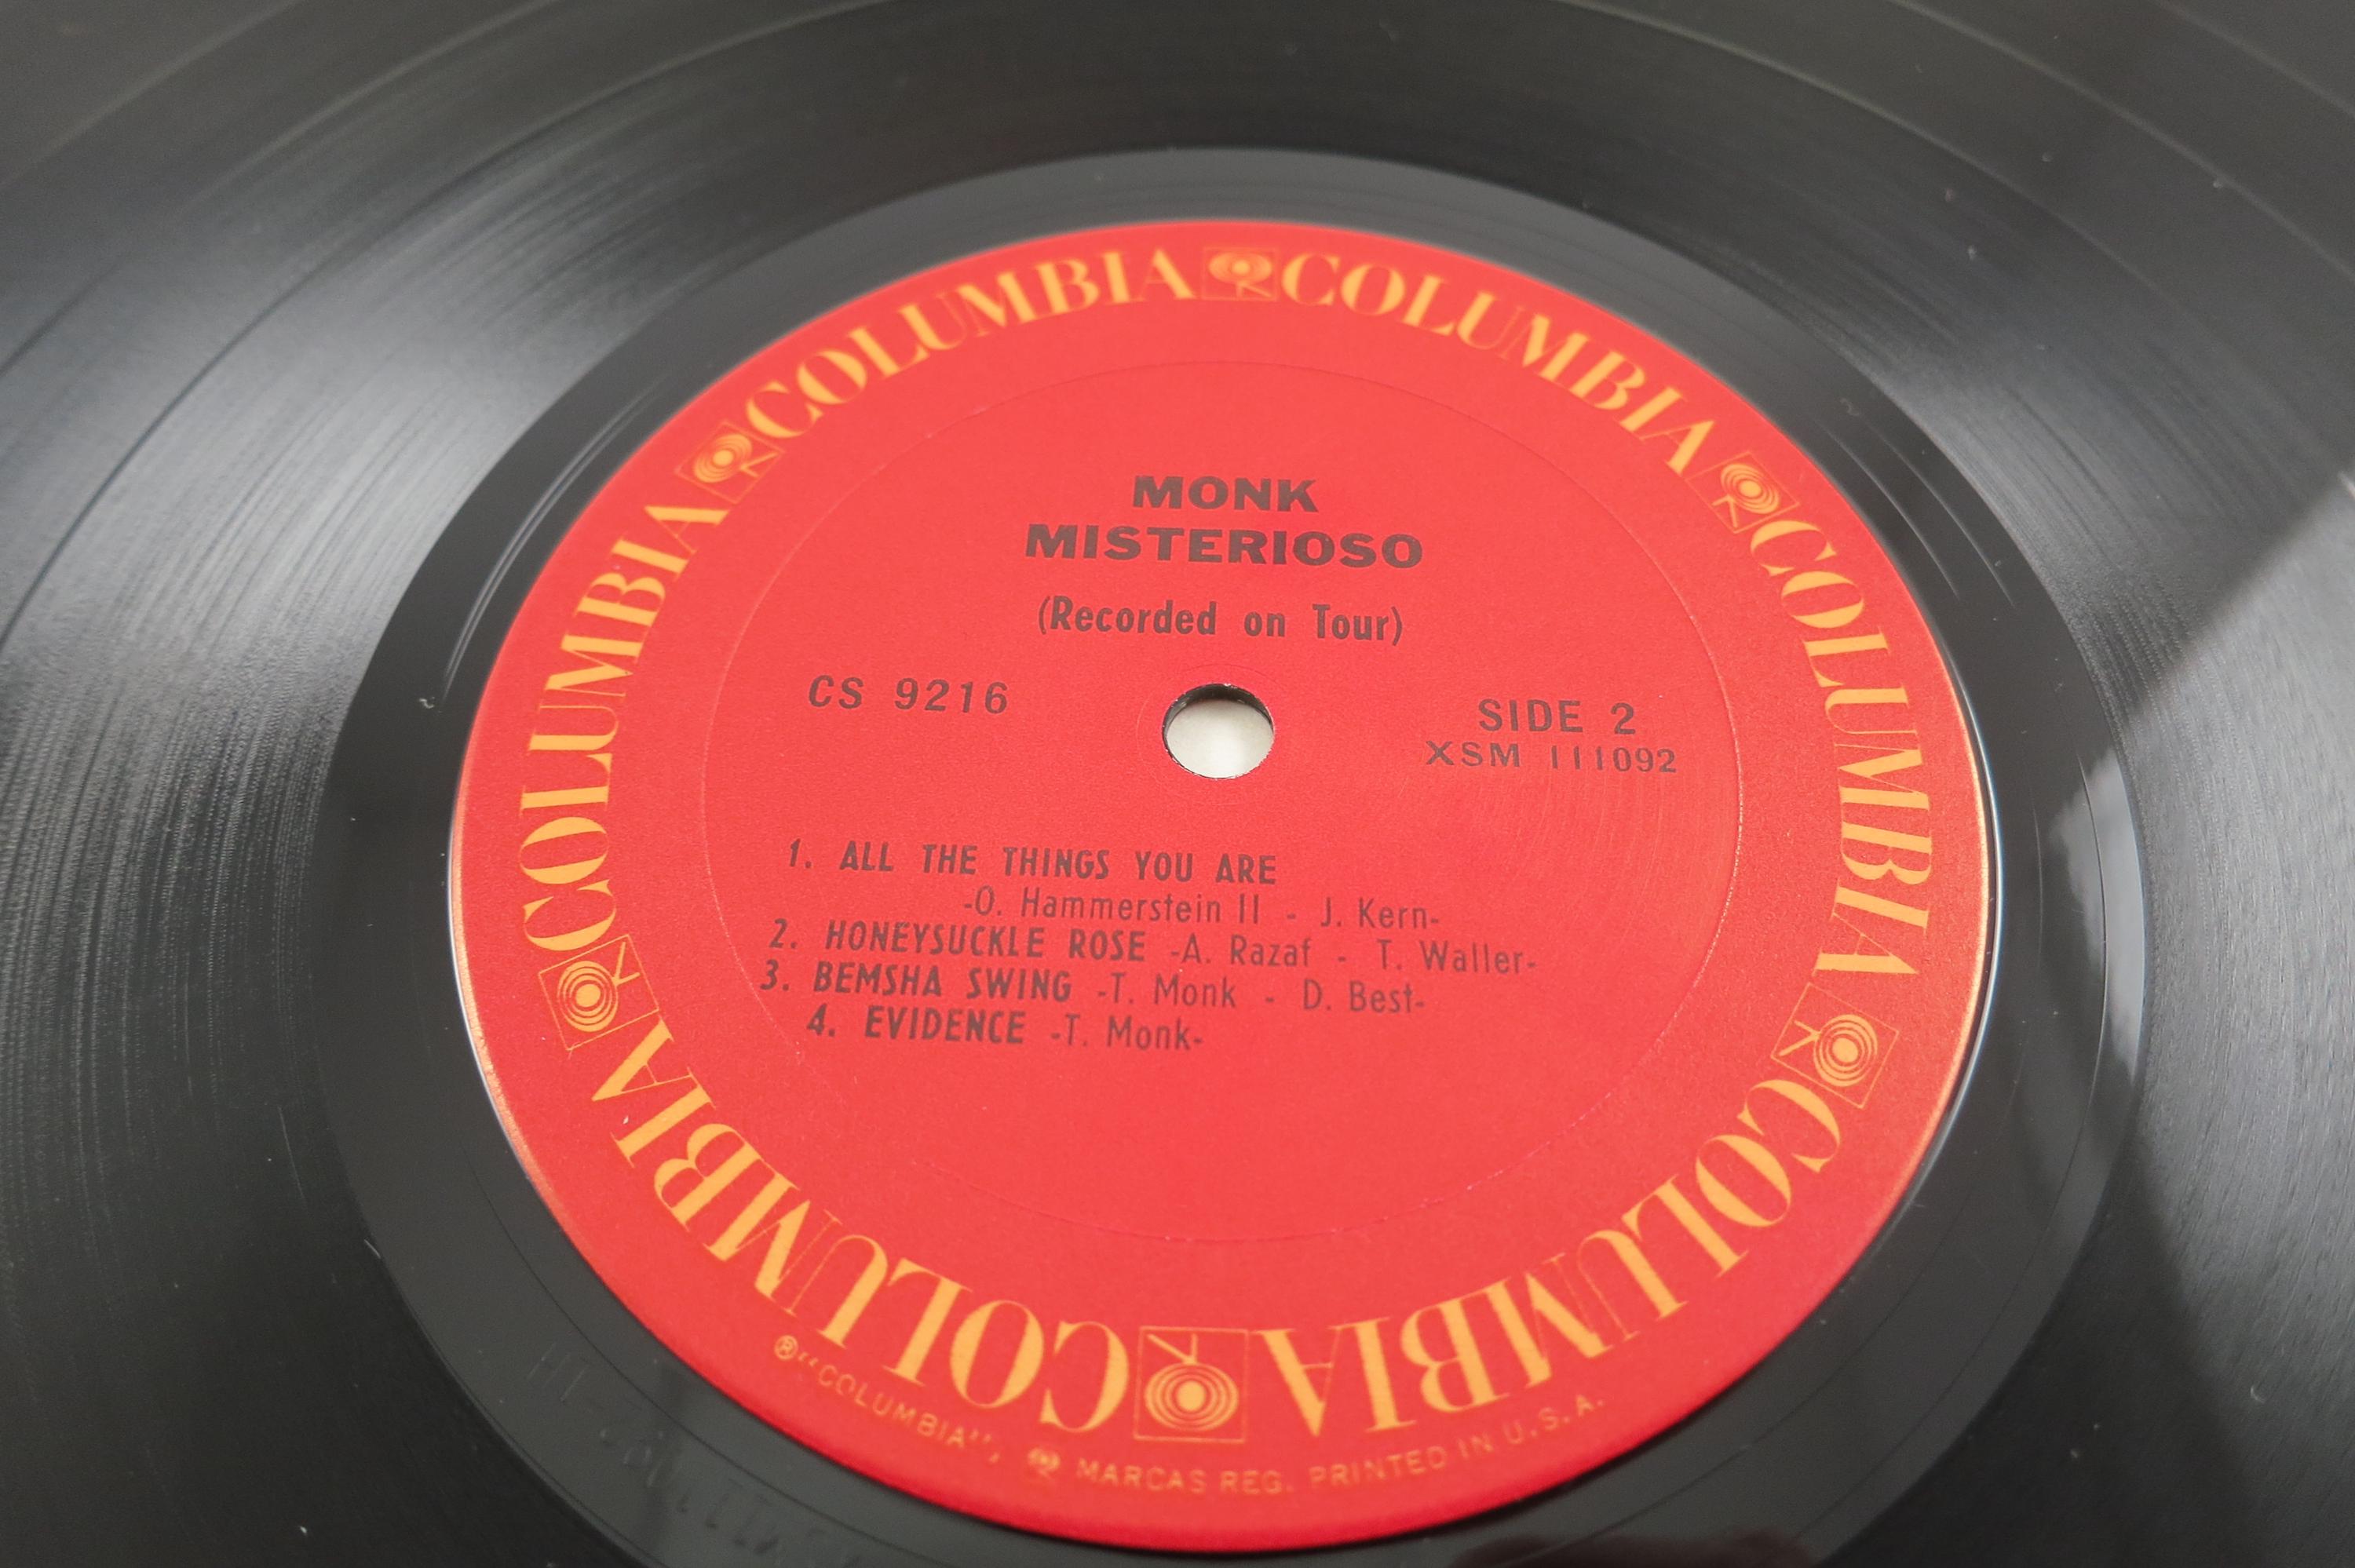 COLUMBIA COLUMBIA COLUMBIA COLUMBIA COLUMBIA COLUMBIA
MONK
MISTERIOSO
(Recorded on Tour)
CS 9216
SIDE 2
XSM 111092
1. ALL THE THINGS YOU ARE
-O. Hammerstein II - J. Kern-
2. HONEYSUCKLE ROSE -A. Razaf - T. Waller-
3. BEMSHA SWING -T. Monk - D. Best-
4. EVIDENCE -T. Monk-
® "COLUMBIA", MARCAS REG. PRINTED IN U.S.A.